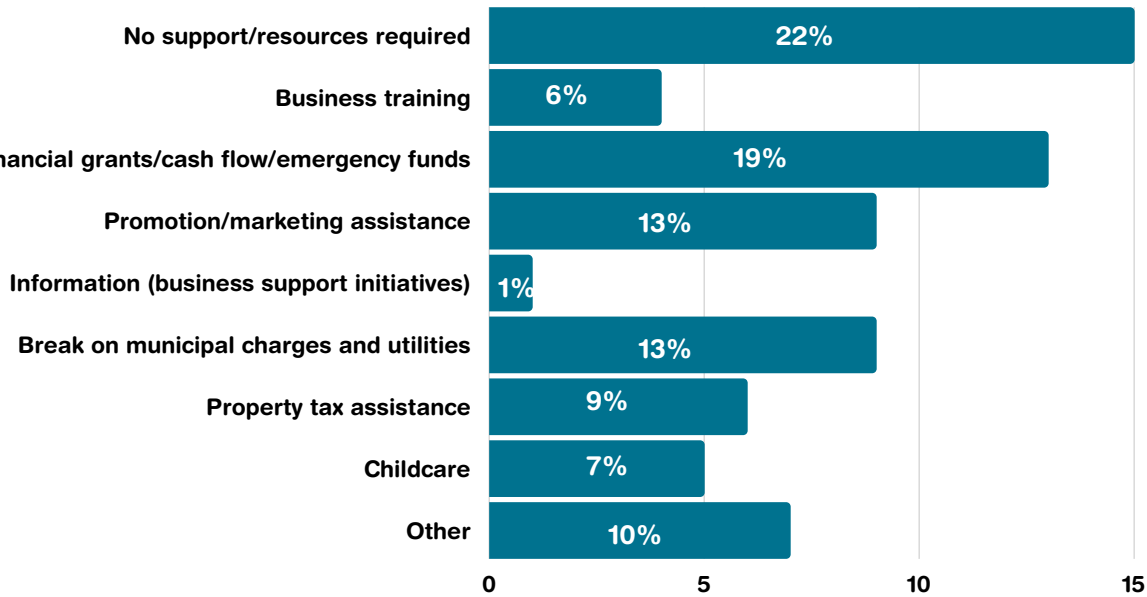 No support/resources required 22%
Business training 6%
nancial grants/cash flow/emergency funds 19%
Promotion/marketing assistance 13%
Information (business support initiatives) 1%
Break on municipal charges and utilities 13%
Property tax assistance 9%
Childcare 7%
Other 10%
0 5 10 15